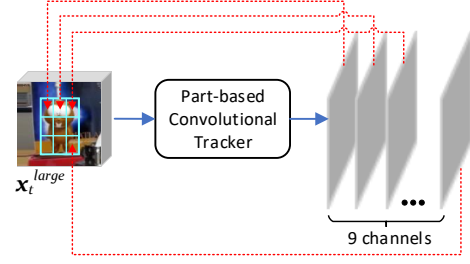 Part-based
Convolutional
Tracker
x_t^large
•••
9 channels